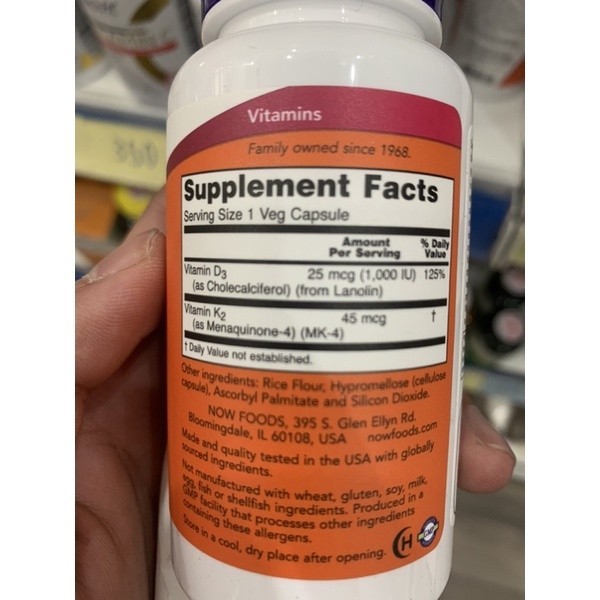 Vitamins
Family owned since 1968.
Supplement Facts
Serving Size 1 Veg Capsule
Amount Per Serving % Daily Value
Vitamin D3 25 mcg (1,000 IU) 125%
(as Cholecalciferol) (from Lanolin)
Vitamin K2 45 mcg †
(as Menaquinone-4) (MK-4)
† Daily Value not established.
Other ingredients: Rice Flour, Hypromellose (cellulose
capsule), Ascorbyl Palmitate and Silicon Dioxide.
NOW FOODS, 395 S. Glen Ellyn Rd.
Bloomingdale, IL 60108, USA nowfoods.com
Made and quality tested in the USA with globally
sourced ingredients.
Not manufactured with wheat, gluten, soy, milk,
egg, fish or shellfish ingredients. Produced in a
GMP facility that processes other ingredients
containing these allergens.
Store in a cool, dry place after opening.
H GMP